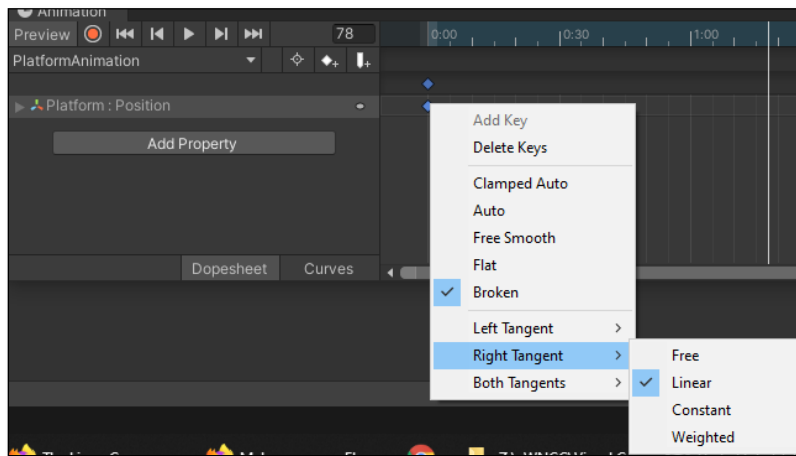 Animation
Preview 78 0:00 0:30 1:00
PlatformAnimation
Platform : Position
Add Property
Dopesheet Curves
Add Key
Delete Keys
Clamped Auto
Auto
Free Smooth
Flat
Broken
Left Tangent
Right Tangent
Both Tangents
Free
Linear
Constant
Weighted